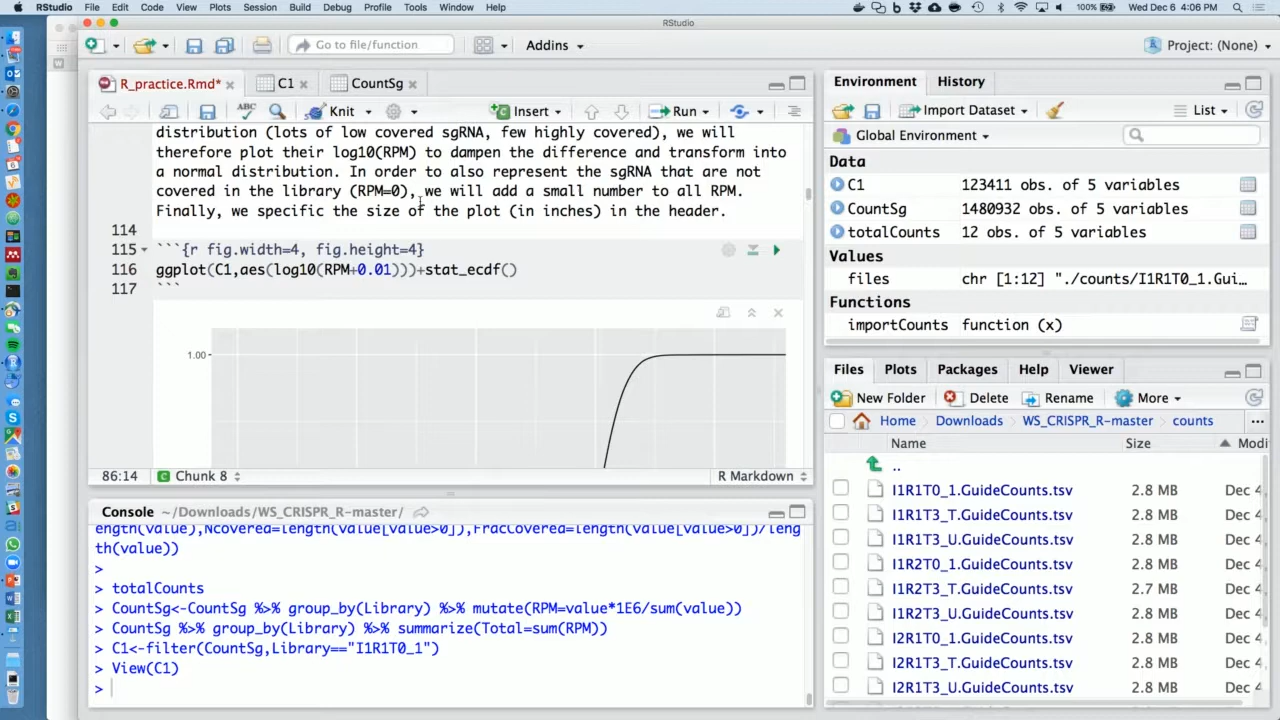 RStudio File Edit Code View Plots Session Build Debug Profile Tools Window Help 100% Wed Dec 6 4:06 PM
RStudio
Go to file/function Addins Project: (None)
R_practice.Rmd* C1 CountSg
Knit Insert Run
distribution (lots of low covered sgRNA, few highly covered), we will
therefore plot their log10(RPM) to dampen the difference and transform into
a normal distribution. In order to also represent the sgRNA that are not
covered in the library (RPM=0), we will add a small number to all RPM.
Finally, we specific the size of the plot (in inches) in the header.
114
115 ```{r fig.width=4, fig.height=4}
116 ggplot(C1,aes(log10(RPM+0.01)))+stat_ecdf()
117 ```
1.00
86:14 C Chunk 8 R Markdown
Console ~/Downloads/WS_CRISPR_R-master/
ength(value),Ncovered=length(value[value>0]),FracCovered=length(value[value>0])/leng
th(value))
>
> totalCounts
> CountSg<-CountSg %>% group_by(Library) %>% mutate(RPM=value*1E6/sum(value))
> CountSg %>% group_by(Library) %>% summarize(Total=sum(RPM))
> C1<-filter(CountSg,Library=="I1R1T0_1")
> View(C1)
>
Environment History
Import Dataset List
Global Environment
Data
C1 123411 obs. of 5 variables
CountSg 1480932 obs. of 5 variables
totalCounts 12 obs. of 5 variables
Values
files chr [1:12] "./counts/I1R1T0_1.Gui…
Functions
importCounts function (x)
Files Plots Packages Help Viewer
New Folder Delete Rename More
Home Downloads WS_CRISPR_R-master counts ...
Name Size Modi
..
I1R1T0_1.GuideCounts.tsv 2.8 MB Dec 4
I1R1T3_T.GuideCounts.tsv 2.8 MB Dec 4
I1R1T3_U.GuideCounts.tsv 2.8 MB Dec 4
I1R2T0_1.GuideCounts.tsv 2.8 MB Dec 4
I1R2T3_T.GuideCounts.tsv 2.7 MB Dec 4
I1R2T3_U.GuideCounts.tsv 2.8 MB Dec 4
I2R1T0_1.GuideCounts.tsv 2.8 MB Dec 4
I2R1T3_T.GuideCounts.tsv 2.8 MB Dec 4
I2R1T3_U.GuideCounts.tsv 2.8 MB Dec 4